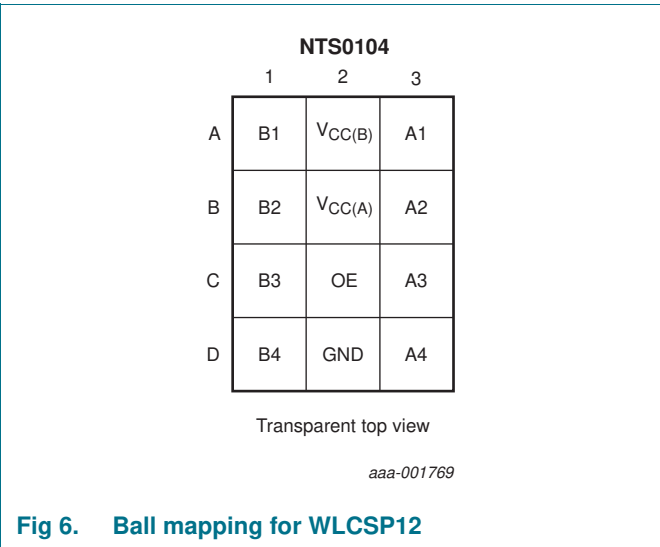 NTS0104
1 2 3
A B1 VCC(B) A1
B B2 VCC(A) A2
C B3 OE A3
D B4 GND A4
Transparent top view
aaa-001769
Fig 6. Ball mapping for WLCSP12